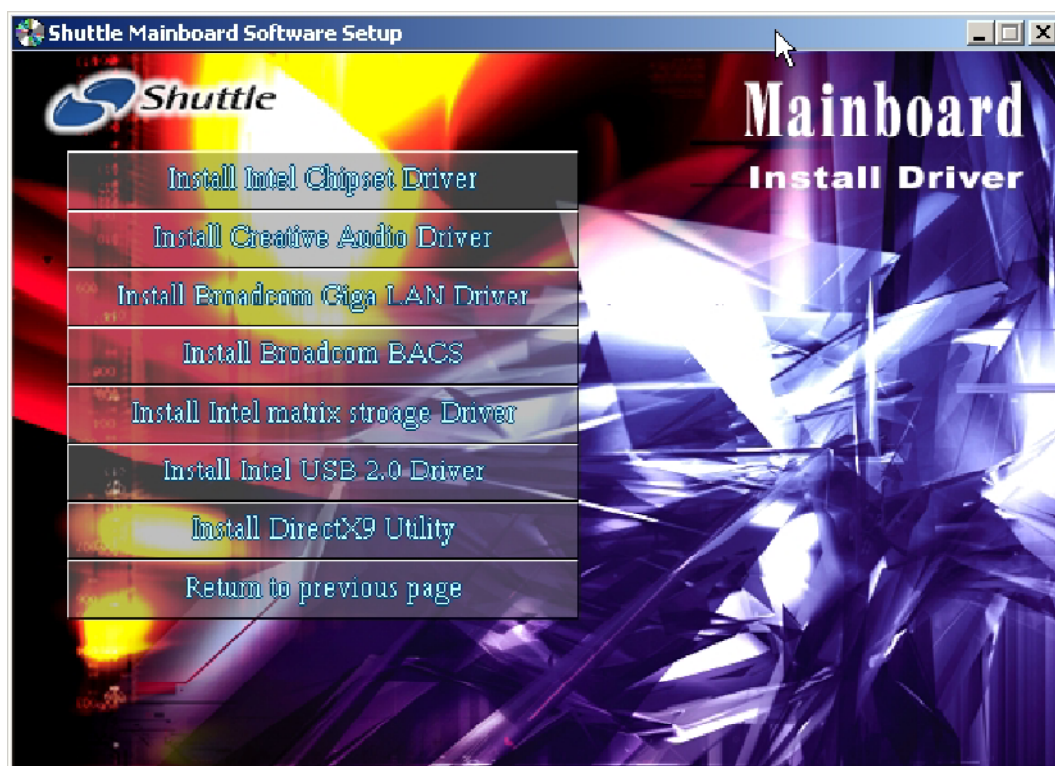 Shuttle Mainboard Software Setup
Shuttle
Mainboard
Install Driver
Install Intel Chipset Driver
Install Creative Audio Driver
Install Broadcom Giga LAN Driver
Install Broadcom BACS
Install Intel matrix stroage Driver
Install Intel USB 2.0 Driver
Install DirectX9 Utility
Return to previous page